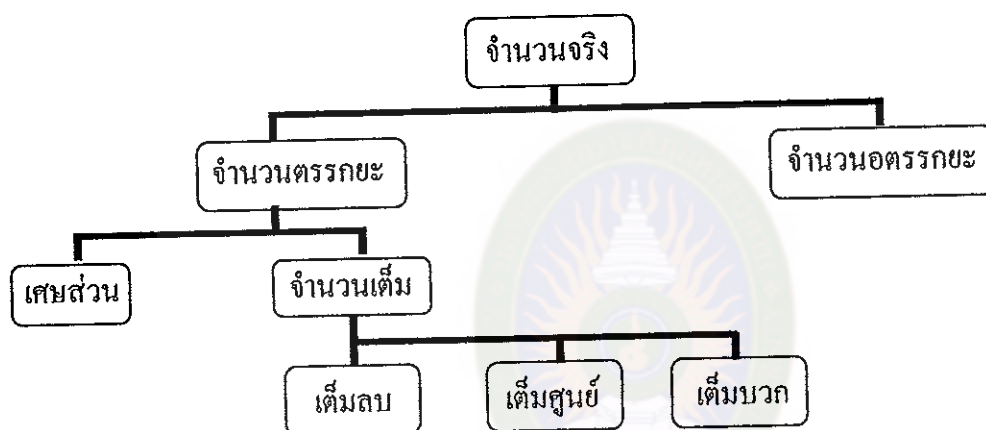 จำนวนจริง
จำนวนตรรกยะ
จำนวนอตรรกยะ
เศษส่วน
จำนวนเต็ม
เต็มลบ
เต็มศูนย์
เต็มบวก